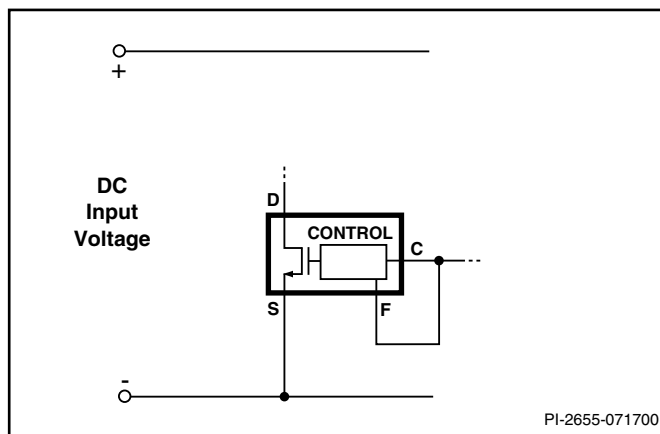 +
DC
Input
Voltage
D
CONTROL
C
S
F
-
PI-2655-071700